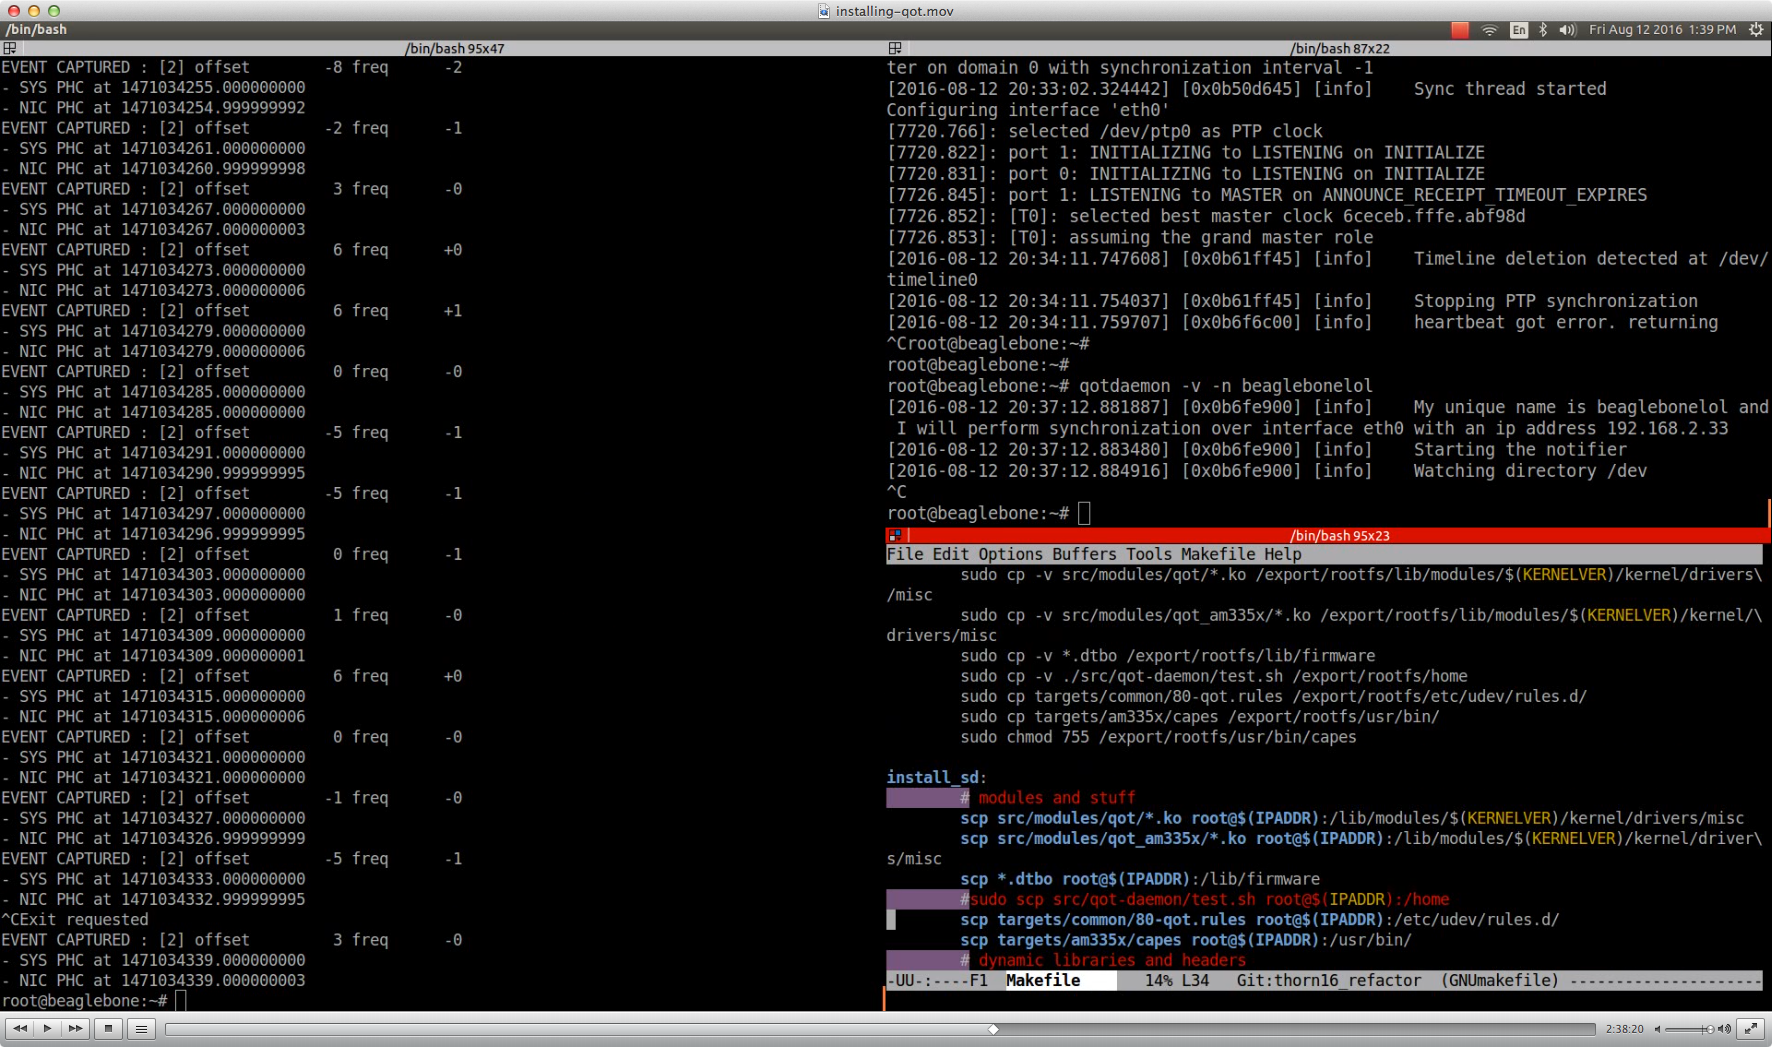 installing-qot.mov
/bin/bash
En
Fri Aug 12 2016 1:39 PM
/bin/bash 95x47
EVENT CAPTURED : [2] offset -8 freq -2
- SYS PHC at 1471034255.000000000
- NIC PHC at 1471034254.999999992
EVENT CAPTURED : [2] offset -2 freq -1
- SYS PHC at 1471034261.000000000
- NIC PHC at 1471034260.999999998
EVENT CAPTURED : [2] offset 3 freq -0
- SYS PHC at 1471034267.000000000
- NIC PHC at 1471034267.000000003
EVENT CAPTURED : [2] offset 6 freq +0
- SYS PHC at 1471034273.000000000
- NIC PHC at 1471034273.000000006
EVENT CAPTURED : [2] offset 6 freq +1
- SYS PHC at 1471034279.000000000
- NIC PHC at 1471034279.000000006
EVENT CAPTURED : [2] offset 0 freq -0
- SYS PHC at 1471034285.000000000
- NIC PHC at 1471034285.000000000
EVENT CAPTURED : [2] offset -5 freq -1
- SYS PHC at 1471034291.000000000
- NIC PHC at 1471034290.999999995
EVENT CAPTURED : [2] offset -5 freq -1
- SYS PHC at 1471034297.000000000
- NIC PHC at 1471034296.999999995
EVENT CAPTURED : [2] offset 0 freq -1
- SYS PHC at 1471034303.000000000
- NIC PHC at 1471034303.000000000
EVENT CAPTURED : [2] offset 1 freq -0
- SYS PHC at 1471034309.000000000
- NIC PHC at 1471034309.000000001
EVENT CAPTURED : [2] offset 6 freq +0
- SYS PHC at 1471034315.000000000
- NIC PHC at 1471034315.000000006
EVENT CAPTURED : [2] offset 0 freq -0
- SYS PHC at 1471034321.000000000
- NIC PHC at 1471034321.000000000
EVENT CAPTURED : [2] offset -1 freq -0
- SYS PHC at 1471034327.000000000
- NIC PHC at 1471034326.999999999
EVENT CAPTURED : [2] offset -5 freq -1
- SYS PHC at 1471034333.000000000
- NIC PHC at 1471034332.999999995
^CExit requested
EVENT CAPTURED : [2] offset 3 freq -0
- SYS PHC at 1471034339.000000000
- NIC PHC at 1471034339.000000003
root@beaglebone:~#
/bin/bash 87x22
ter on domain 0 with synchronization interval -1
[2016-08-12 20:33:02.324442] [0x0b50d645] [info] Sync thread started
Configuring interface 'eth0'
[7720.766]: selected /dev/ptp0 as PTP clock
[7720.822]: port 1: INITIALIZING to LISTENING on INITIALIZE
[7720.831]: port 0: INITIALIZING to LISTENING on INITIALIZE
[7726.845]: port 1: LISTENING to MASTER on ANNOUNCE_RECEIPT_TIMEOUT_EXPIRES
[7726.852]: [T0]: selected best master clock 6ceceb.fffe.abf98d
[7726.853]: [T0]: assuming the grand master role
[2016-08-12 20:34:11.747608] [0x0b61ff45] [info] Timeline deletion detected at /dev/
timeline0
[2016-08-12 20:34:11.754037] [0x0b61ff45] [info] Stopping PTP synchronization
[2016-08-12 20:34:11.759707] [0x0b6f6c00] [info] heartbeat got error. returning
^Croot@beaglebone:~#
root@beaglebone:~#
root@beaglebone:~# qotdaemon -v -n beaglebonelol
[2016-08-12 20:37:12.881887] [0x0b6fe900] [info] My unique name is beaglebonelol and
I will perform synchronization over interface eth0 with an ip address 192.168.2.33
[2016-08-12 20:37:12.883480] [0x0b6fe900] [info] Starting the notifier
[2016-08-12 20:37:12.884916] [0x0b6fe900] [info] Watching directory /dev
^C
root@beaglebone:~#
/bin/bash 95x23
File Edit Options Buffers Tools Makefile Help
sudo cp -v src/modules/qot/*.ko /export/rootfs/lib/modules/$(KERNELVER)/kernel/drivers\
/misc
sudo cp -v src/modules/qot_am335x/*.ko /export/rootfs/lib/modules/$(KERNELVER)/kernel/\
drivers/misc
sudo cp -v *.dtbo /export/rootfs/lib/firmware
sudo cp -v ./src/qot-daemon/test.sh /export/rootfs/home
sudo cp targets/common/80-qot.rules /export/rootfs/etc/udev/rules.d/
sudo cp targets/am335x/capes /export/rootfs/usr/bin/
sudo chmod 755 /export/rootfs/usr/bin/capes
install_sd:
# modules and stuff
scp src/modules/qot/*.ko root@$(IPADDR):/lib/modules/$(KERNELVER)/kernel/drivers/misc
scp src/modules/qot_am335x/*.ko root@$(IPADDR):/lib/modules/$(KERNELVER)/kernel/driver\
s/misc
scp *.dtbo root@$(IPADDR):/lib/firmware
#sudo scp src/qot-daemon/test.sh root@$(IPADDR):/home
scp targets/common/80-qot.rules root@$(IPADDR):/etc/udev/rules.d/
scp targets/am335x/capes root@$(IPADDR):/usr/bin/
# dynamic libraries and headers
-UU-:----F1 Makefile 14% L34 Git:thorn16_refactor (GNUmakefile) ---------------------
2:38:20